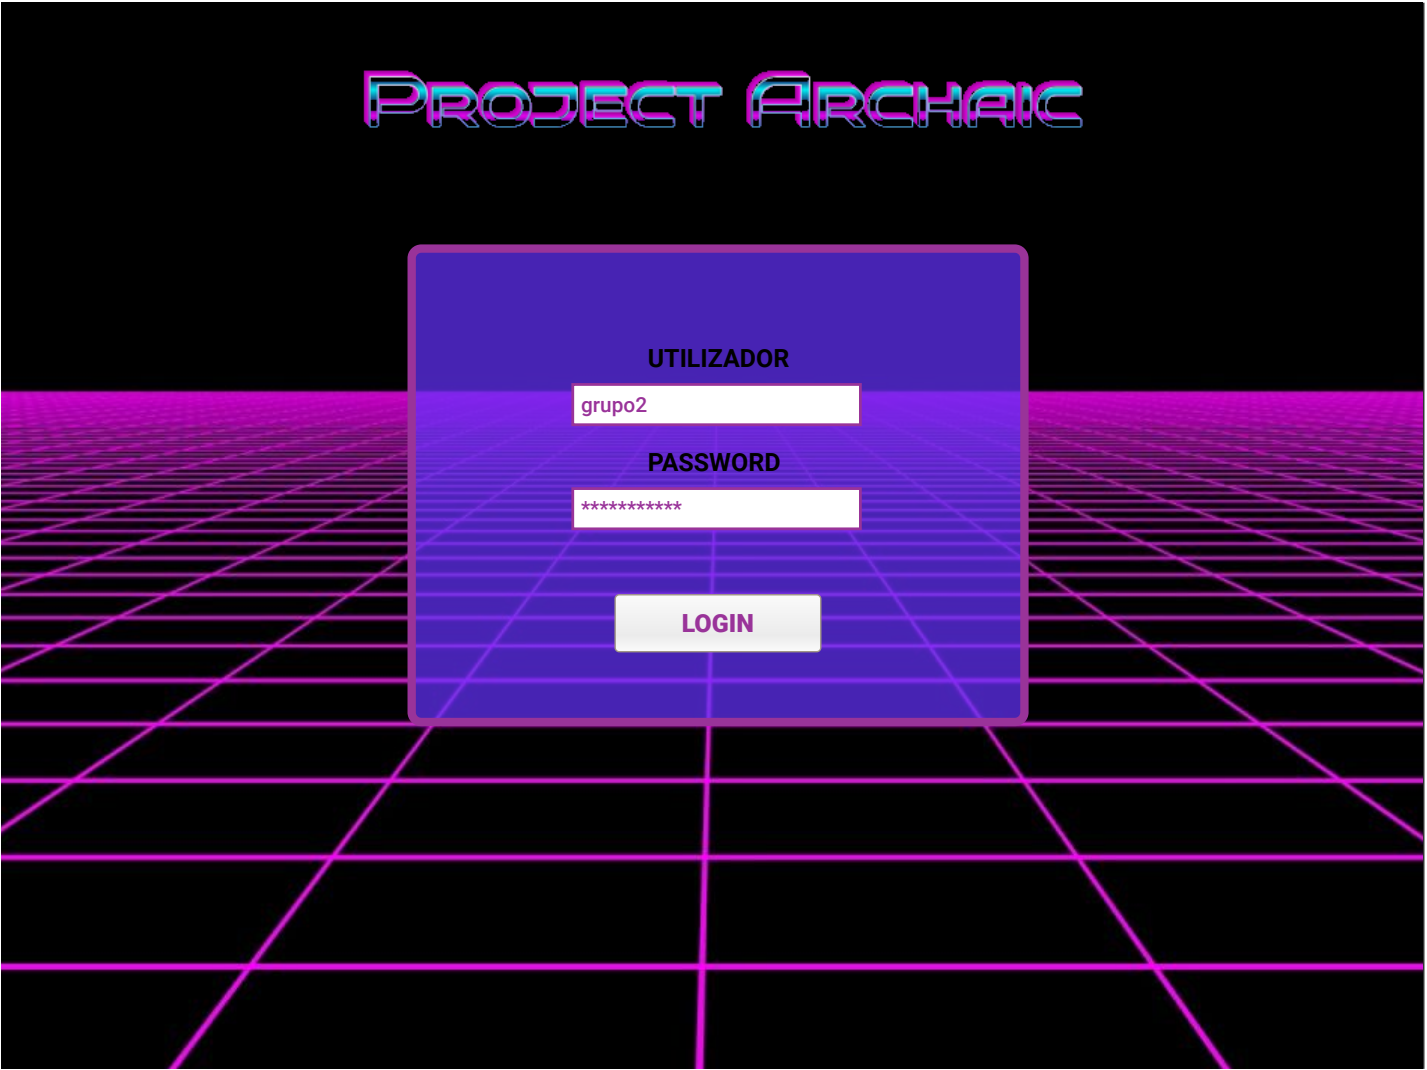 Project Archaic
UTILIZADOR
grupo2
PASSWORD
***********
LOGIN